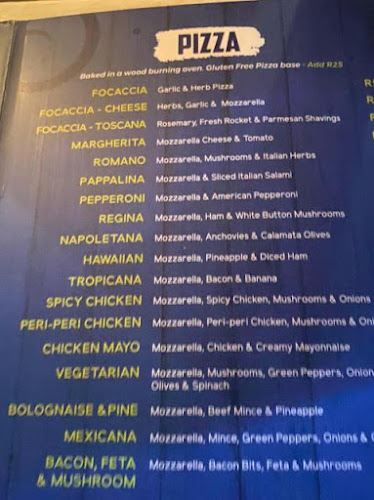 PIZZA
Baked in a wood burning oven. Gluten Free Pizza base - Add R25
FOCACCIA Garlic & Herb Pizza
FOCACCIA - CHEESE Herbs, Garlic & Mozzarella
FOCACCIA - TOSCANA Rosemary, Fresh Rocket & Parmesan Shavings
MARGHERITA Mozzarella Cheese & Tomato
ROMANO Mozzarella, Mushrooms & Italian Herbs
PAPPALINA Mozzarella & Sliced Italian Salami
PEPPERONI Mozzarella & American Pepperoni
REGINA Mozzarella, Ham & White Button Mushrooms
NAPOLETANA Mozzarella, Anchovies & Calamata Olives
HAWAIIAN Mozzarella, Pineapple & Diced Ham
TROPICANA Mozzarella, Bacon & Banana
SPICY CHICKEN Mozzarella, Spicy Chicken, Mushrooms & Onions
PERI-PERI CHICKEN Mozzarella, Peri-peri Chicken, Mushrooms & Oni
CHICKEN MAYO Mozzarella, Chicken & Creamy Mayonnaise
VEGETARIAN Mozzarella, Mushrooms, Green Peppers, Onion
Olives & Spinach
BOLOGNAISE & PINE Mozzarella, Beef Mince & Pineapple
MEXICANA Mozzarella, Mince, Green Peppers, Onions &
BACON, FETA Mozzarella, Bacon Bits, Feta & Mushrooms
& MUSHROOM